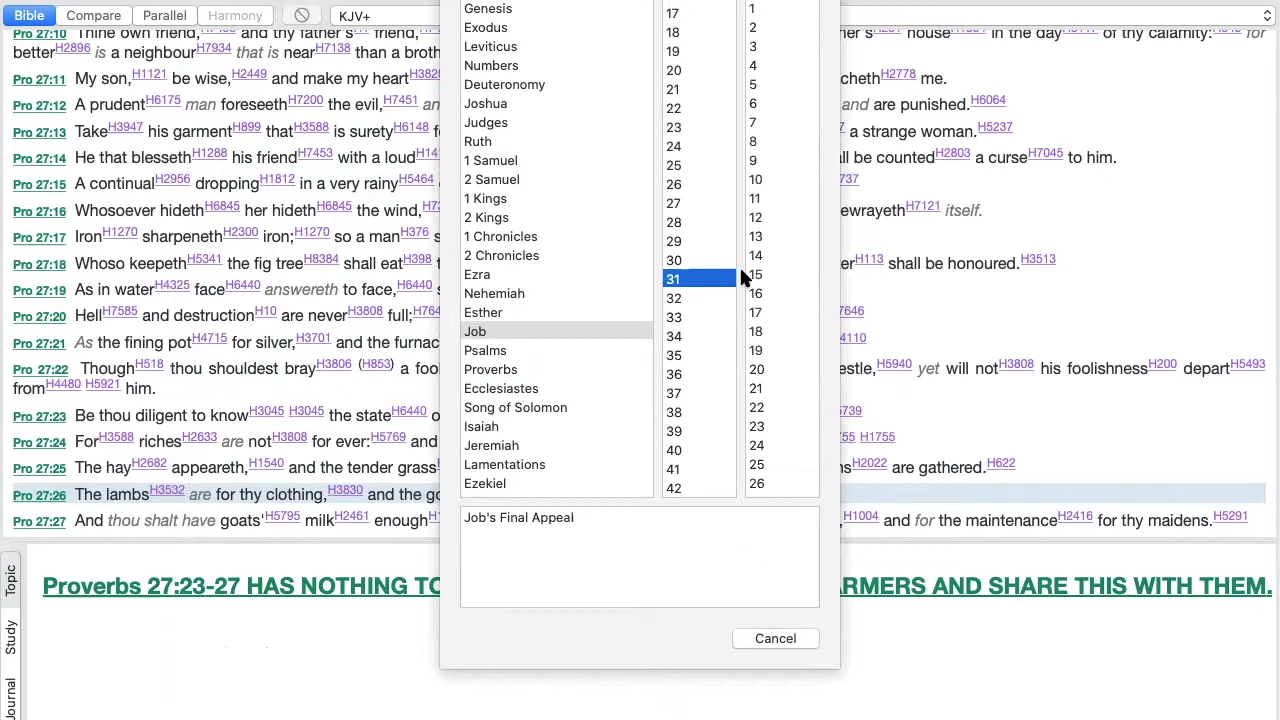 Bible Compare Parallel Harmony KJV+
Pro 27:10 Thine own friend, and thy father's friend, house in the day of thy calamity: for
better H2896 is a neighbour H7934 that is near H7138 than a broth
Pro 27:11 My son, H1121 be wise, H2449 and make my heart H3820 cheth H2778 me.
Pro 27:12 A prudent H6175 man foreseeth H7200 the evil, H7451 an and are punished. H6064
Pro 27:13 Take H3947 his garment H899 that H3588 is surety H6148 a strange woman. H5237
Pro 27:14 He that blesseth H1288 his friend H7453 with a loud ll be counted H2803 a curse H7045 to him.
Pro 27:15 A continual H2956 dropping H1812 in a very rainy H5464 737
Pro 27:16 Whosoever hideth H6845 her hideth H6845 the wind, ewrayeth H7121 itself.
Pro 27:17 Iron H1270 sharpeneth H2300 iron; H1270 so a man H376 s
Pro 27:18 Whoso keepeth H5341 the fig tree H8384 shall eat H398 er H113 shall be honoured. H3513
Pro 27:19 As in water H4325 face H6440 answereth to face, H6440
Pro 27:20 Hell H7585 and destruction H10 are never H3808 full; 7646
Pro 27:21 As the fining pot H4715 for silver, H3701 and the furnac 4110
Pro 27:22 Though H518 thou shouldest bray H3806 (H853) a foo estle, H5940 yet will not H3808 his foolishness H200 depart H5493
from H4480 H5921 him.
Pro 27:23 Be thou diligent to know H3045 H3045 the state H6440 o 5739
Pro 27:24 For H3588 riches H2633 are not H3808 for ever: H5769 and 755 H1755
Pro 27:25 The hay H2682 appeareth, H1540 and the tender grass ns H2022 are gathered. H622
Pro 27:26 The lambs H3532 are for thy clothing, H3830 and the go
Pro 27:27 And thou shalt have goats' H5795 milk H2461 enough , H1004 and for the maintenance H2416 for thy maidens. H5291
Genesis
Exodus
Leviticus
Numbers
Deuteronomy
Joshua
Judges
Ruth
1 Samuel
2 Samuel
1 Kings
2 Kings
1 Chronicles
2 Chronicles
Ezra
Nehemiah
Esther
Job
Psalms
Proverbs
Ecclesiastes
Song of Solomon
Isaiah
Jeremiah
Lamentations
Ezekiel
17
18
19
20
21
22
23
24
25
26
27
28
29
30
31
32
33
34
35
36
37
38
39
40
41
42
1
2
3
4
5
6
7
8
9
10
11
12
13
14
15
16
17
18
19
20
21
22
23
24
25
26
Job's Final Appeal
Cancel
Topic
Study
Journal
Proverbs 27:23-27 HAS NOTHING TO ARMERS AND SHARE THIS WITH THEM.